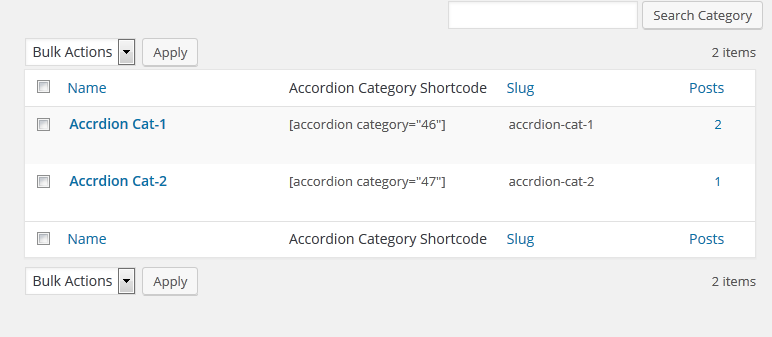 Search Category
Bulk Actions Apply 2 items
Name Accordion Category Shortcode Slug Posts
Accrdion Cat-1 [accordion category="46"] accrdion-cat-1 2
Accrdion Cat-2 [accordion category="47"] accrdion-cat-2 1
Name Accordion Category Shortcode Slug Posts
Bulk Actions Apply 2 items